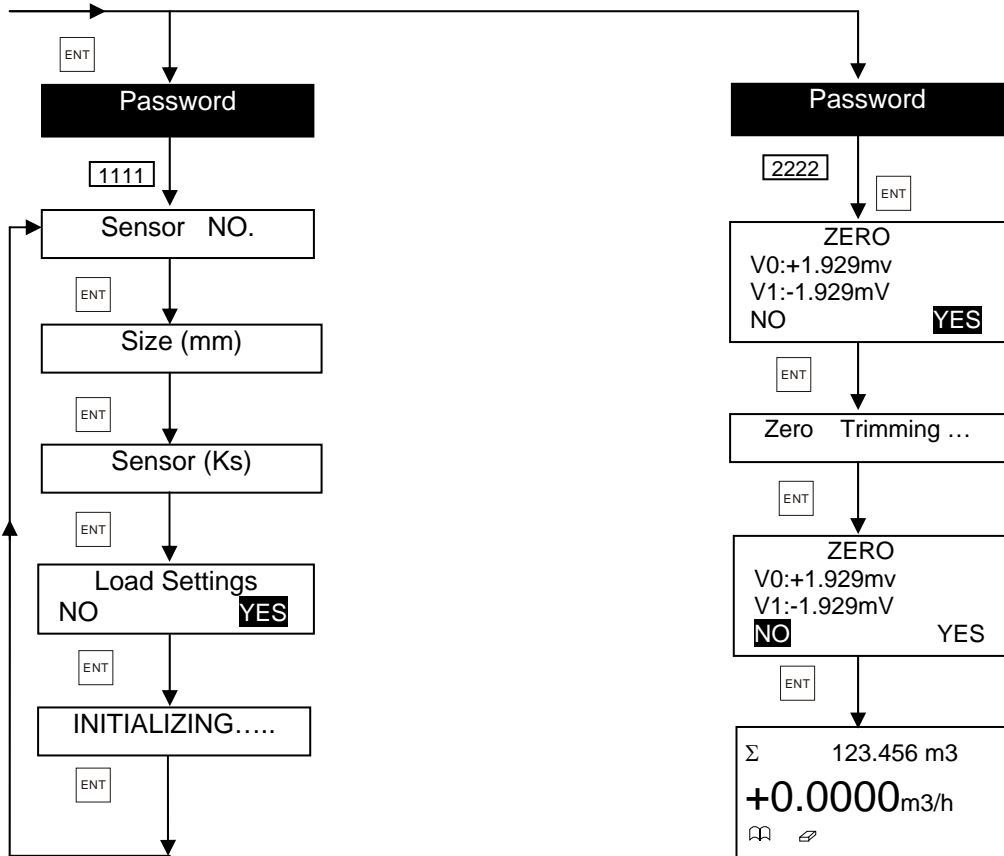 ENT
Password
1111
Sensor NO.
ENT
Size (mm)
ENT
Sensor (Ks)
ENT
Load Settings
NO YES
ENT
INITIALIZING…..
ENT
Password
2222
ENT
ZERO
V0:+1.929mv
V1:-1.929mV
NO YES
ENT
Zero Trimming …
ENT
ZERO
V0:+1.929mv
V1:-1.929mV
NO YES
ENT
Σ 123.456 m3
+0.0000m3/h